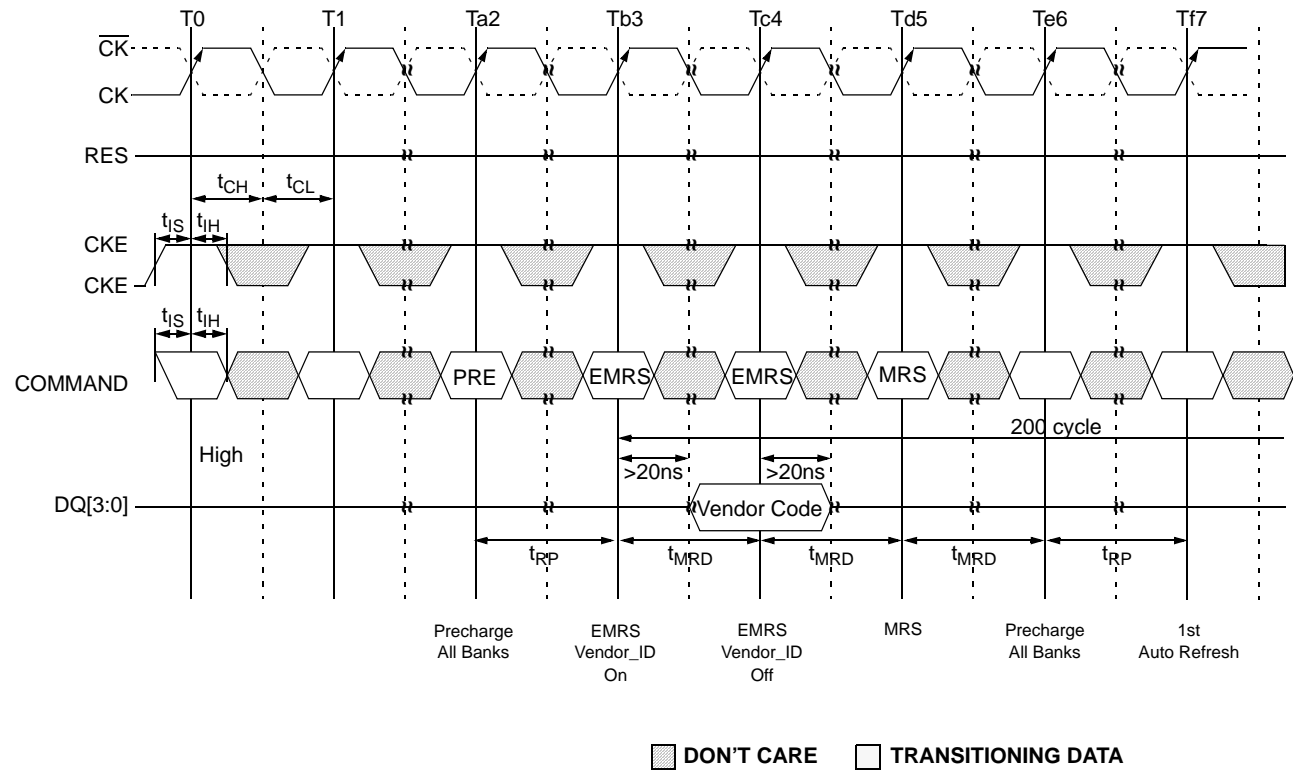 T0 T1 Ta2 Tb3 Tc4 Td5 Te6 Tf7
CK
CK
RES
tCH tCL
tIS tIH
CKE
CKE
tIS tIH
COMMAND PRE EMRS EMRS MRS
200 cycle
High
>20ns >20ns
DQ[3:0] Vendor Code
tRP tMRD tMRD tMRD tRP
Precharge
All Banks
EMRS
Vendor_ID
On
EMRS
Vendor_ID
Off
MRS
Precharge
All Banks
1st
Auto Refresh
DON'T CARE TRANSITIONING DATA